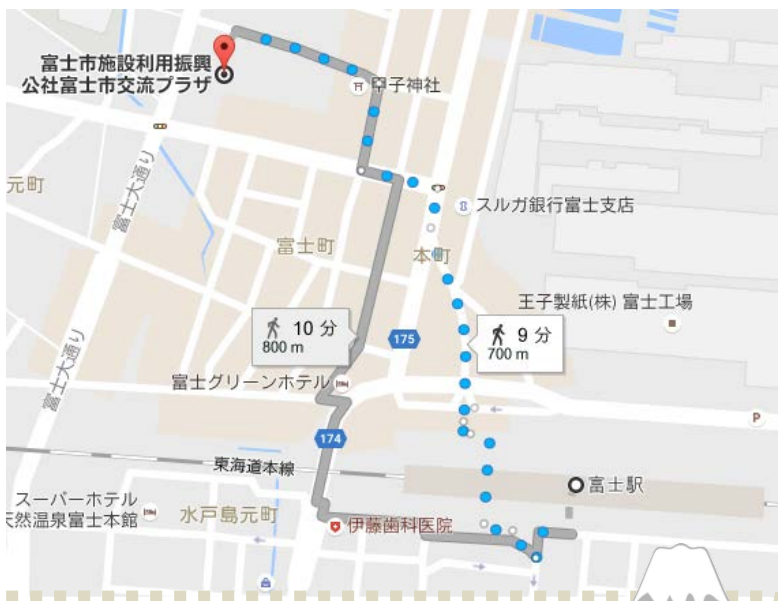 富士市施設利用振興
公社富士市交流プラザ
甲子神社
元町
富士大通り
スルガ銀行富士支店
富士町
本町
王子製紙(株) 富士工場
10 分
800 m
175
9 分
700 m
富士グリーンホテル
富士大通り
P
174
東海道本線
富士駅
スーパーホテル
天然温泉富士本館
水戸島元町
伊藤歯科医院